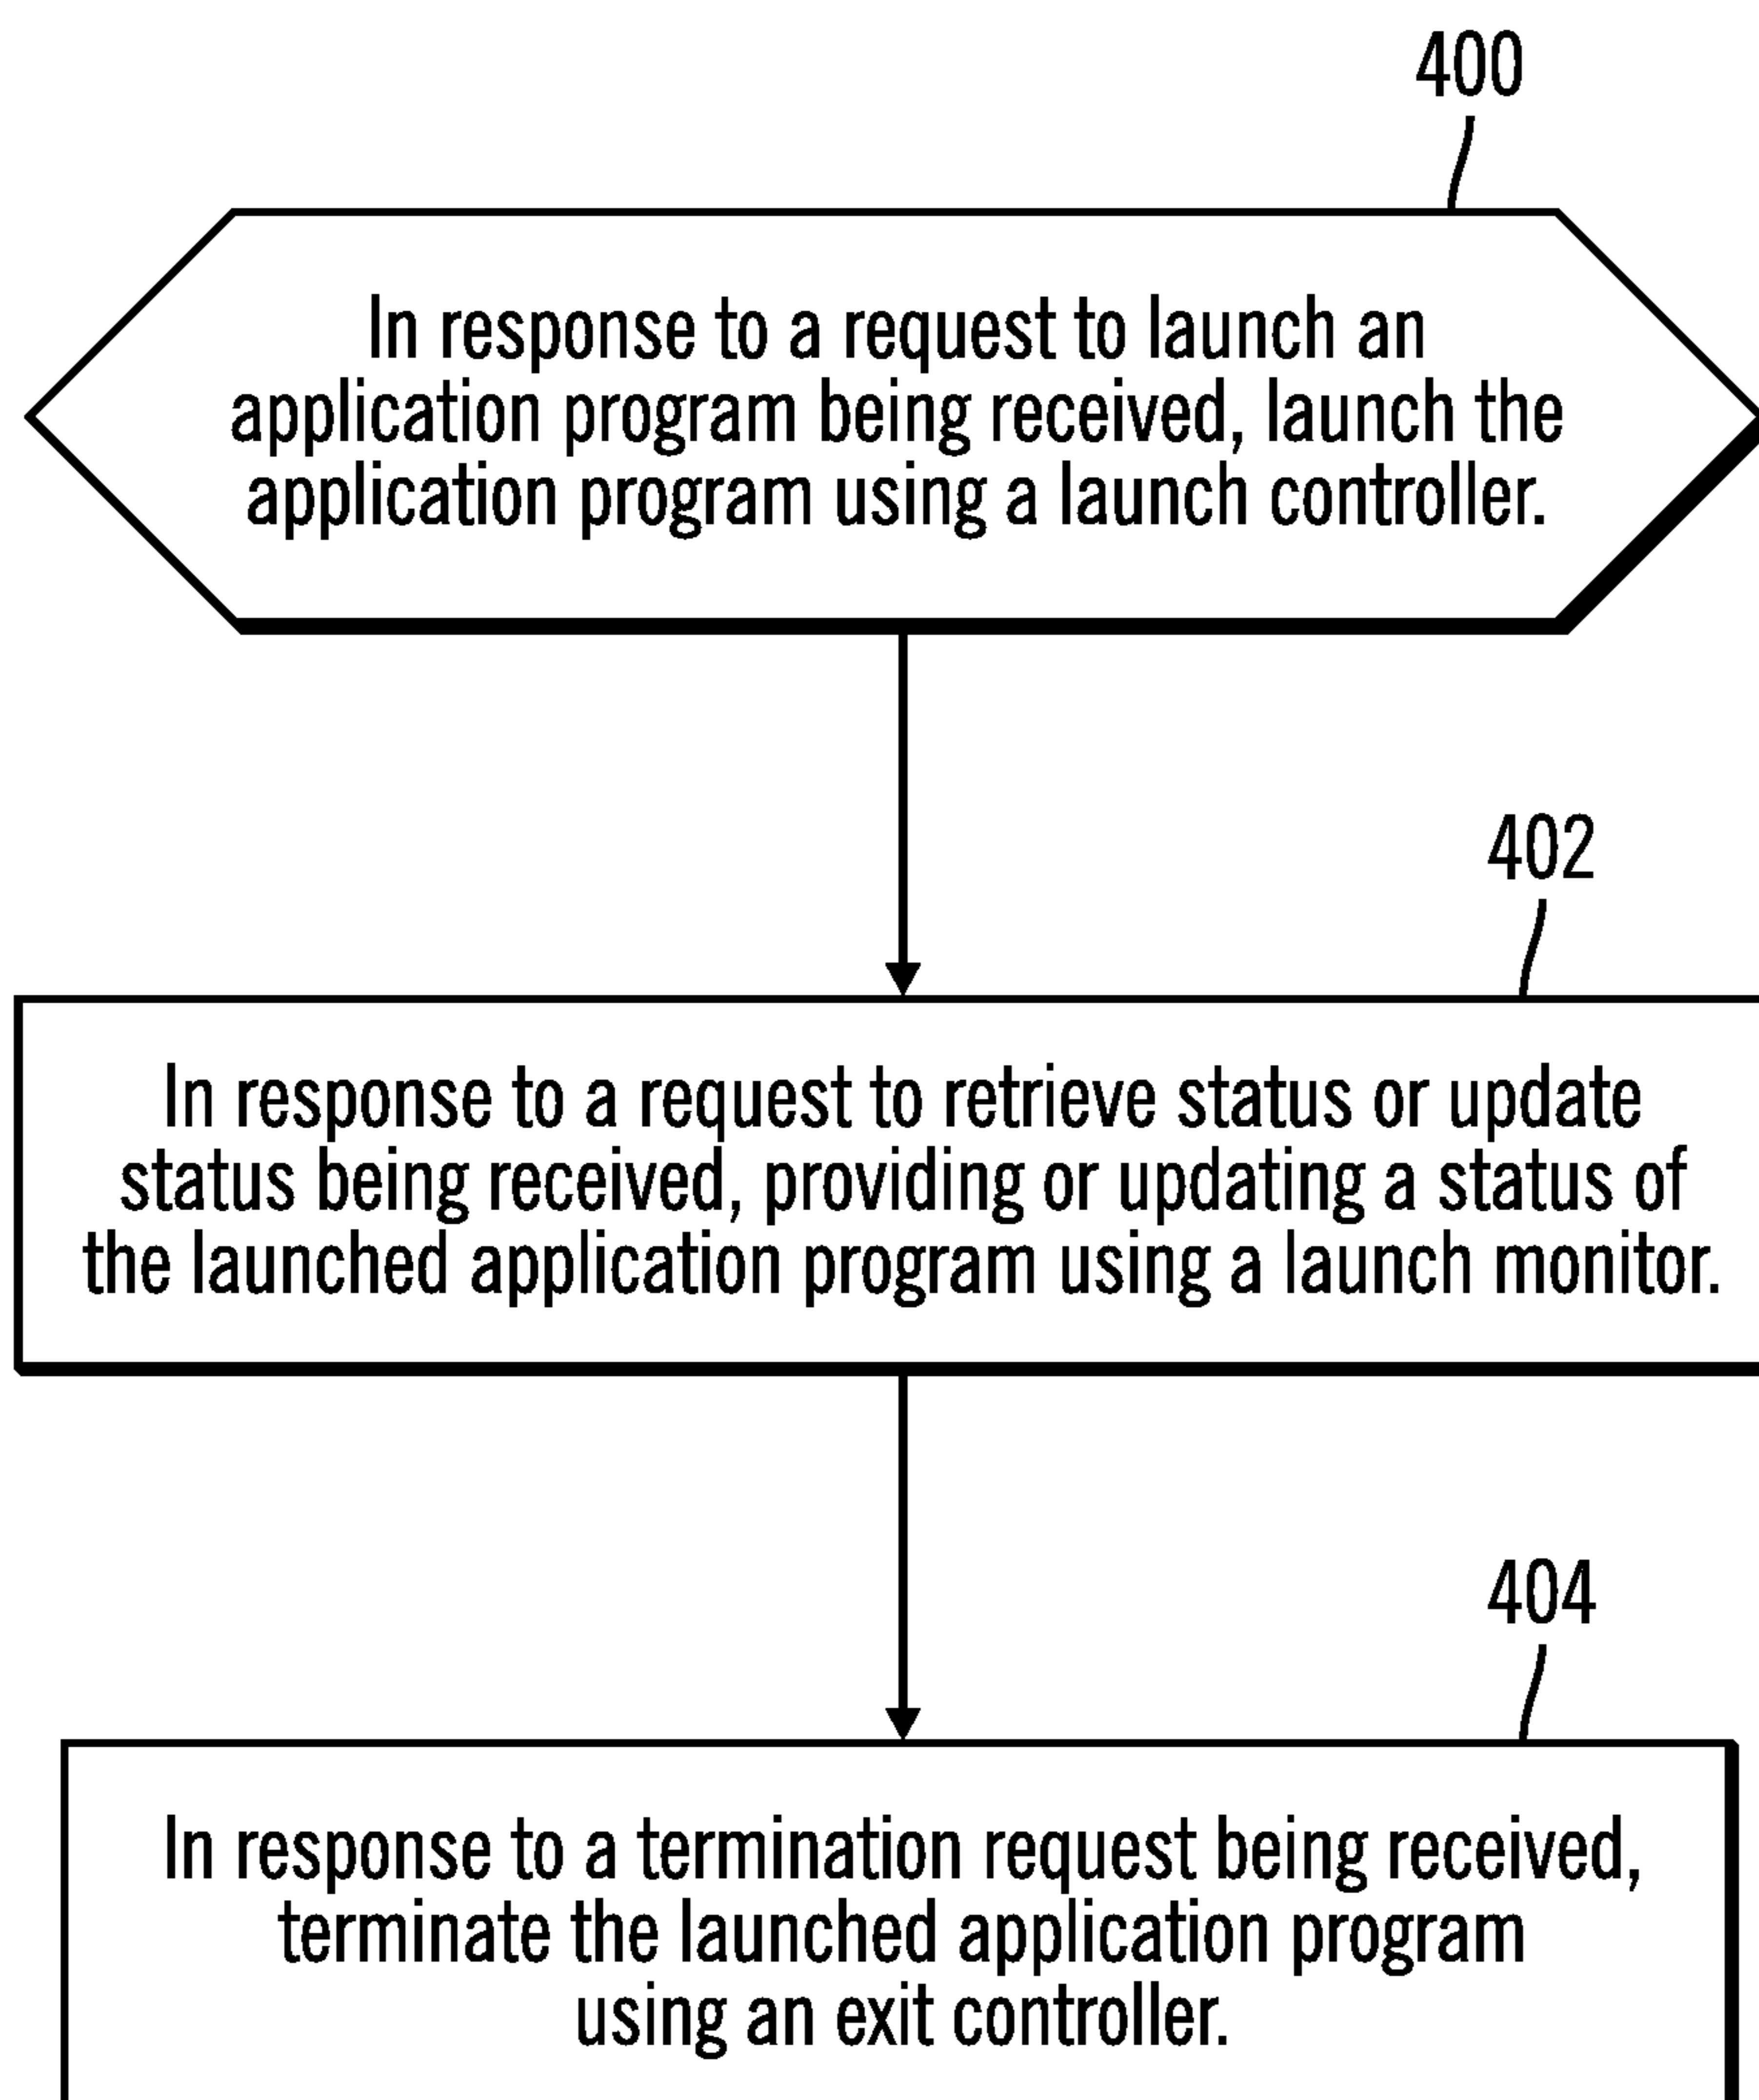 400
In response to a request to launch an
application program being received, launch the
application program using a launch controller.
402
In response to a request to retrieve status or update
status being received, providing or updating a status of
the launched application program using a launch monitor.
404
In response to a termination request being received,
terminate the launched application program
using an exit controller.